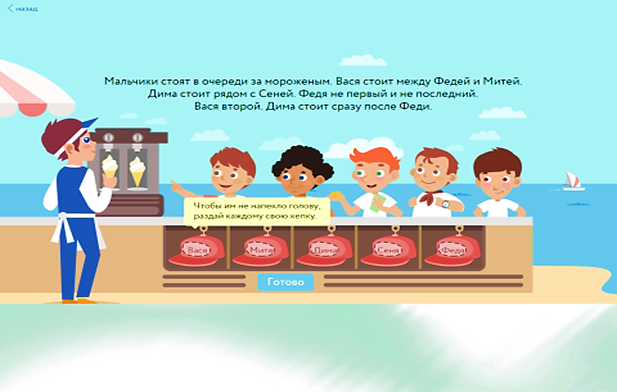 назад
Мальчики стоят в очереди за мороженым. Вася стоит между Федей и Митей.
Дима стоит рядом с Сеней. Федя не первый и не последний.
Вася второй. Дима стоит сразу после Феди.
Чтобы им не напекло голову,
раздай каждому свою кепку.
Вася Митя Дима Сеня Федя
Готово